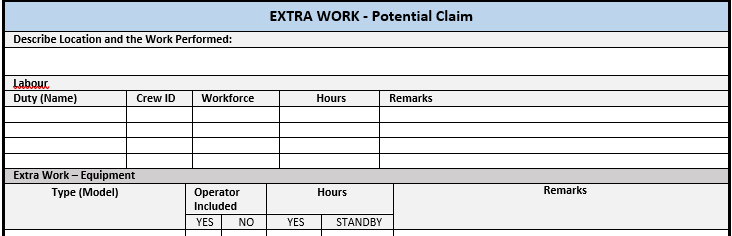 EXTRA WORK - Potential Claim
Describe Location and the Work Performed:
Labour
Duty (Name) Crew ID Workforce Hours Remarks
Extra Work – Equipment
Type (Model) Operator Included Hours Remarks
YES NO YES STANDBY